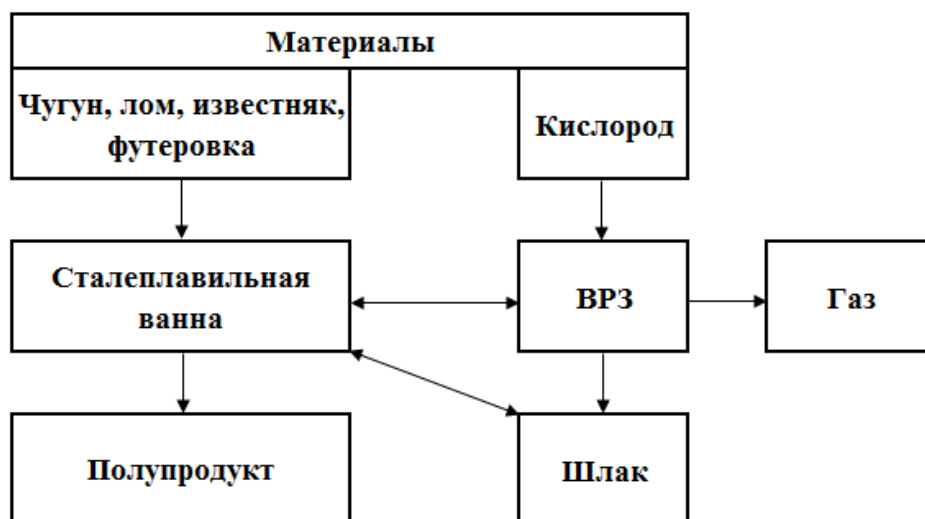 Материалы
Чугун, лом, известняк,
футеровка
Кислород
Сталеплавильная
ванна
ВРЗ
Газ
Полупродукт
Шлак